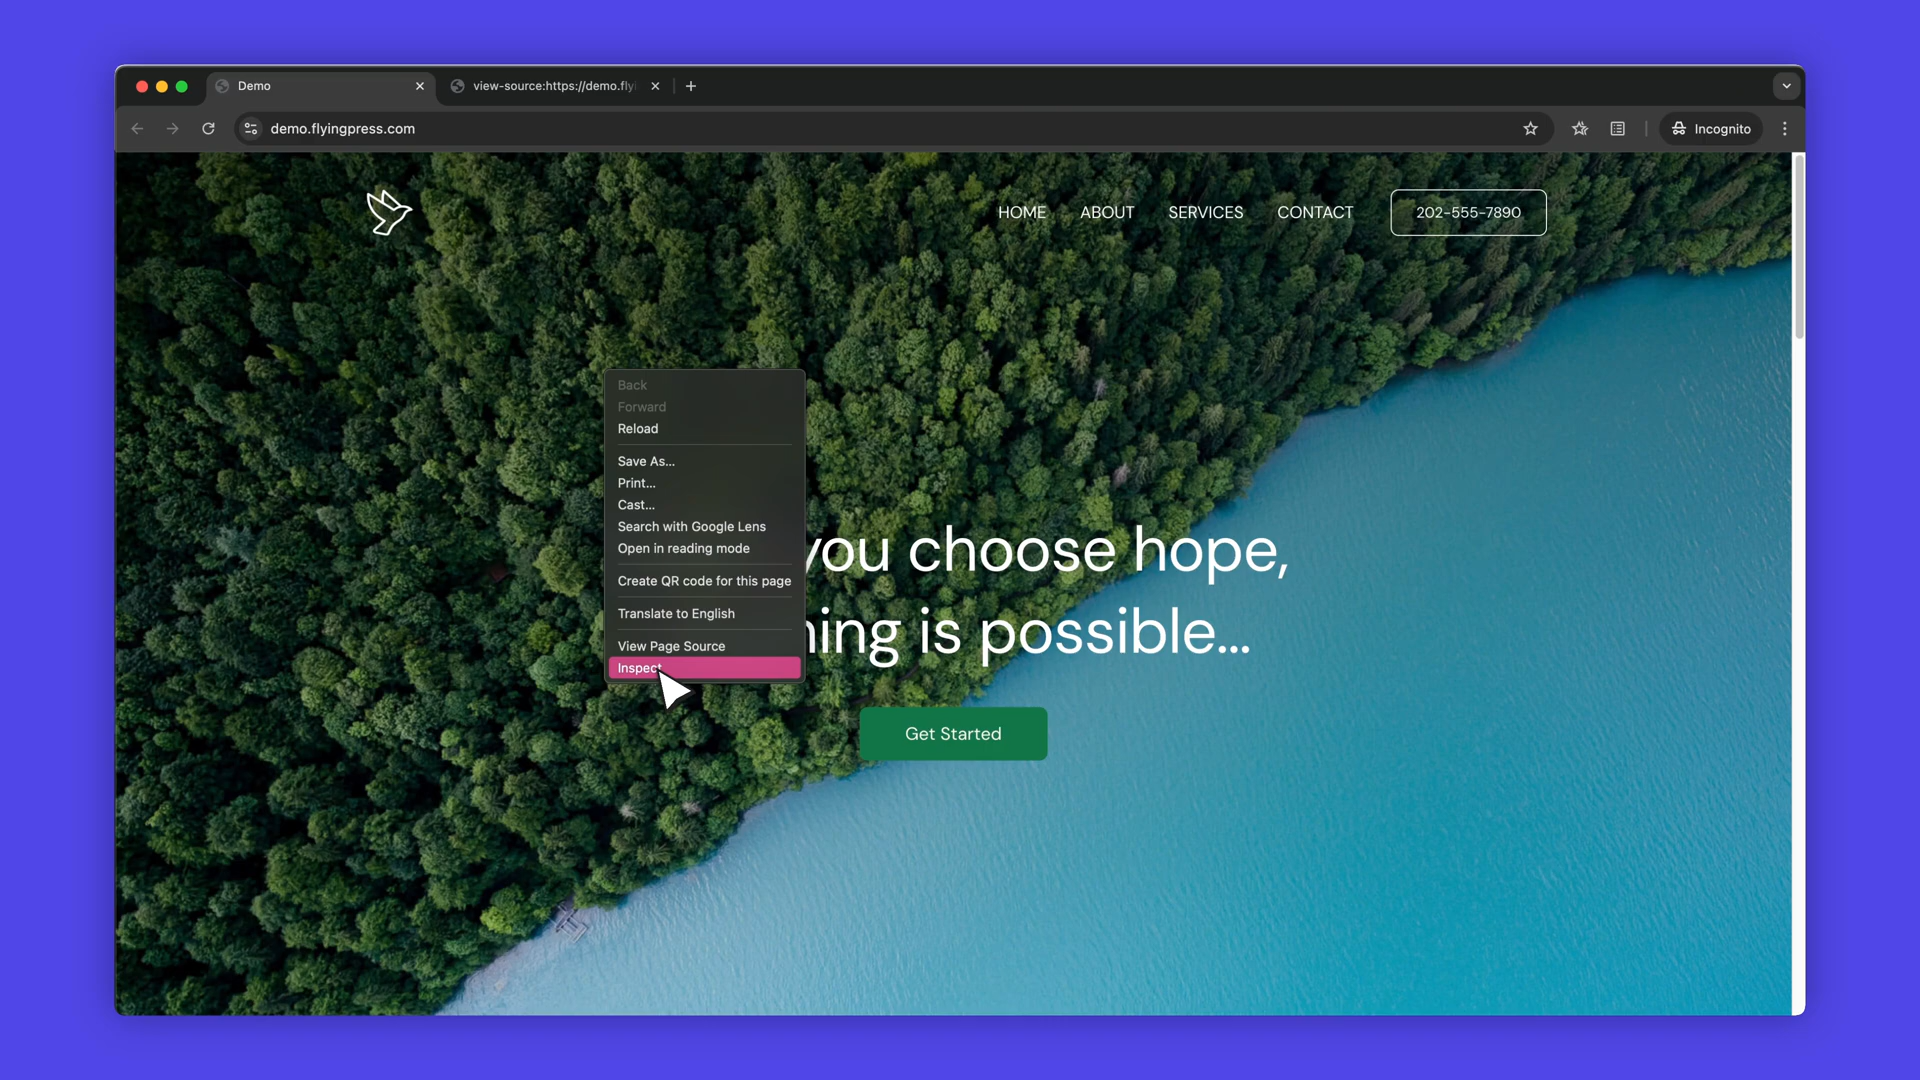 Demo
view-source:https://demo.flyi
demo.flyingpress.com
Incognito
HOME ABOUT SERVICES CONTACT 202-555-7890
Back
Forward
Reload
Save As...
Print...
Cast...
Search with Google Lens
Open in reading mode
Create QR code for this page
Translate to English
View Page Source
Inspect
you choose hope,
ing is possible...
Get Started